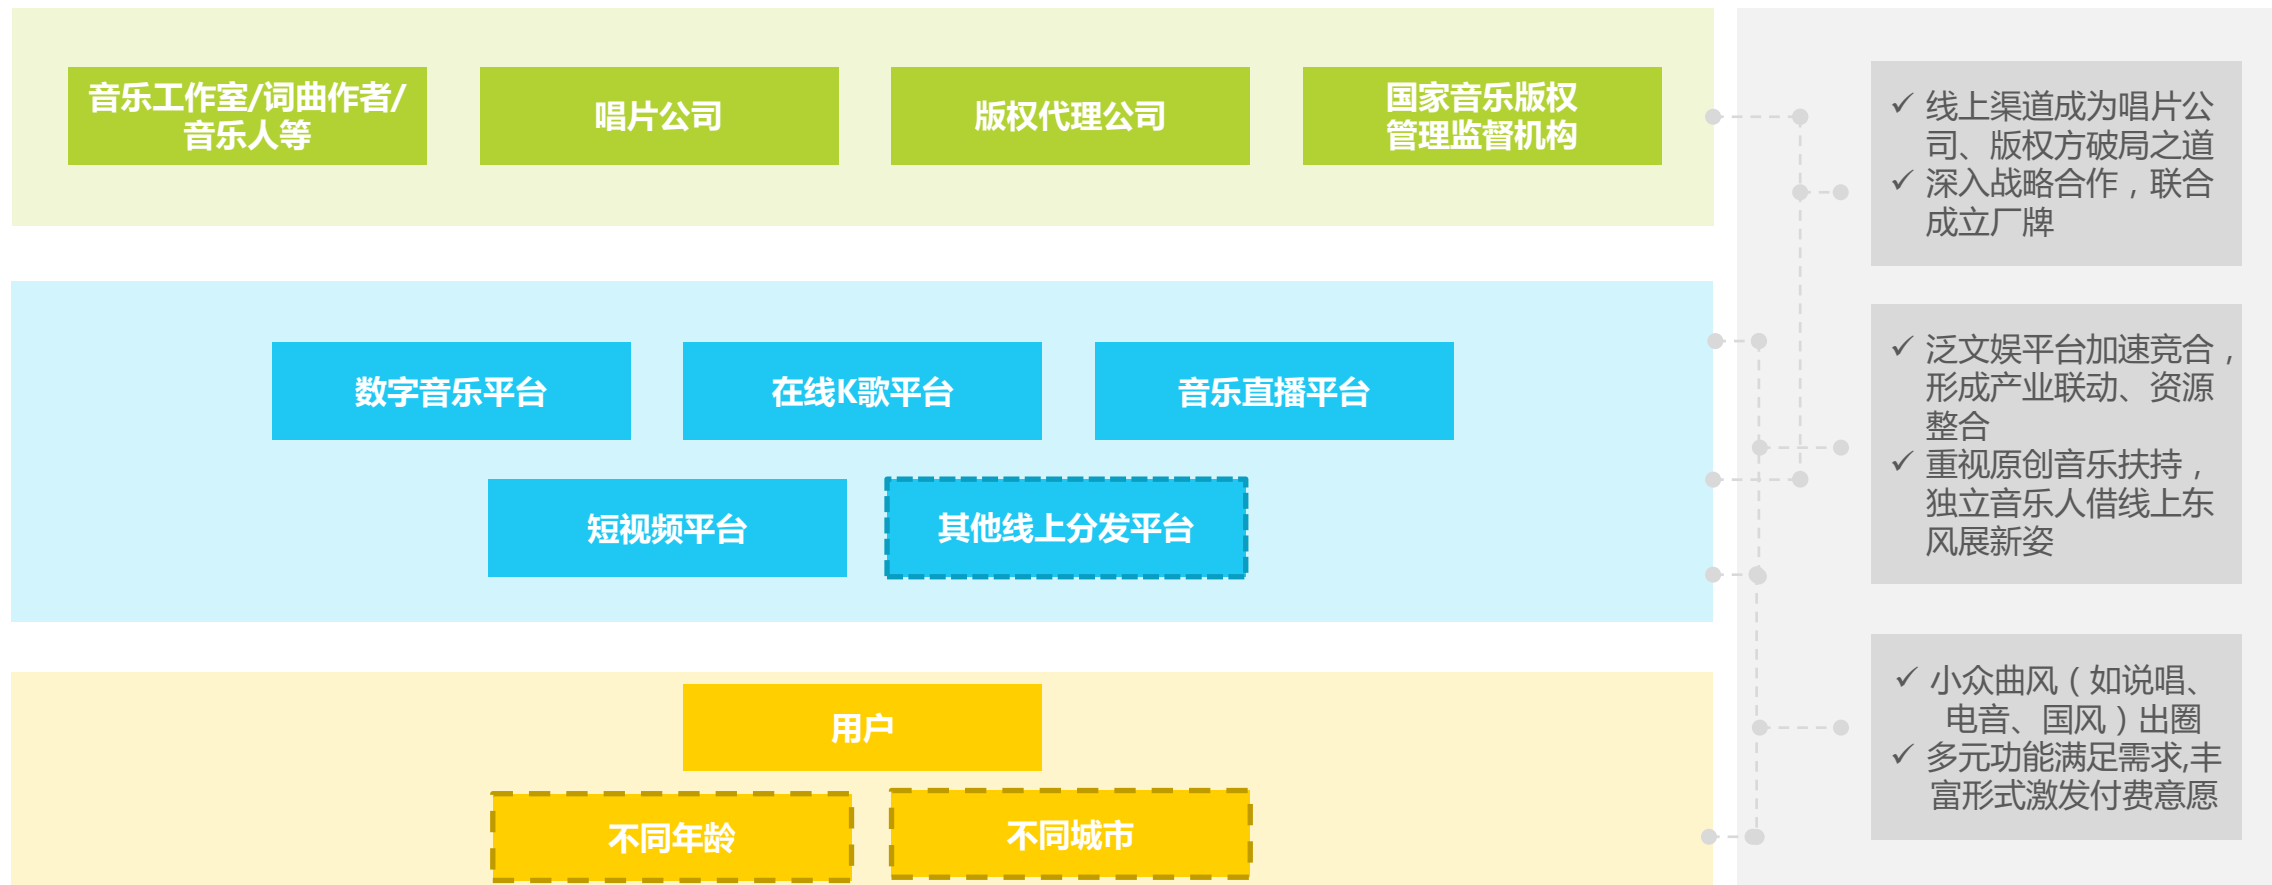 音乐工作室/词曲作者/
音乐人等
唱片公司
版权代理公司
国家音乐版权
管理监督机构
数字音乐平台
在线K歌平台
音乐直播平台
短视频平台
其他线上分发平台
用户
不同年龄
不同城市
✓ 线上渠道成为唱片公
司、版权方破局之道
✓ 深入战略合作，联合
成立厂牌
✓ 泛文娱平台加速竞合，
形成产业联动、资源
整合
✓ 重视原创音乐扶持，
独立音乐人借线上东
风展新姿
✓ 小众曲风（如说唱、
电音、国风）出圈
✓ 多元功能满足需求,丰
富形式激发付费意愿